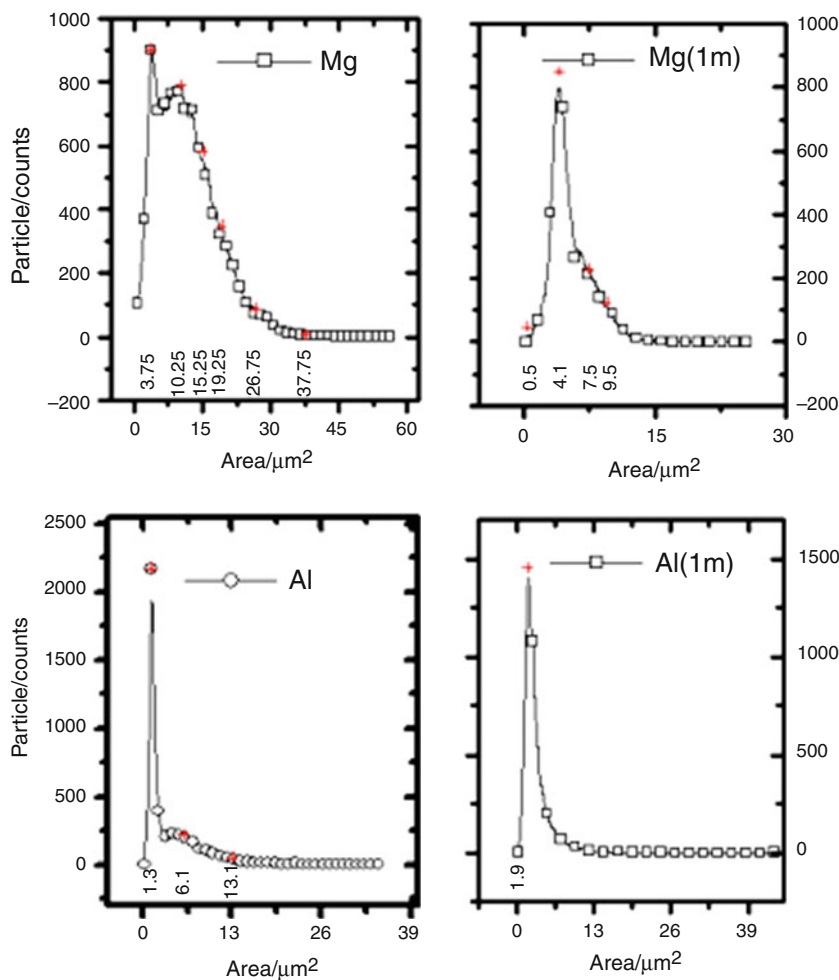 1000
800
600
400
200
0
−200
Particle/counts
Mg
3.75
10.25
15.25
19.25
26.75
37.75
0 15 30 45 60
Area/μm²
1000
800
600
400
200
0
−200
Mg(1m)
0.5
4.1
7.5
9.5
0 15 30
Area/μm²
2500
2000
1500
1000
500
0
Particle/counts
Al
1.3
6.1
13.1
0 13 26 39
Area/μm²
1500
1000
500
0
Al(1m)
1.9
0 13 26 39
Area/μm²